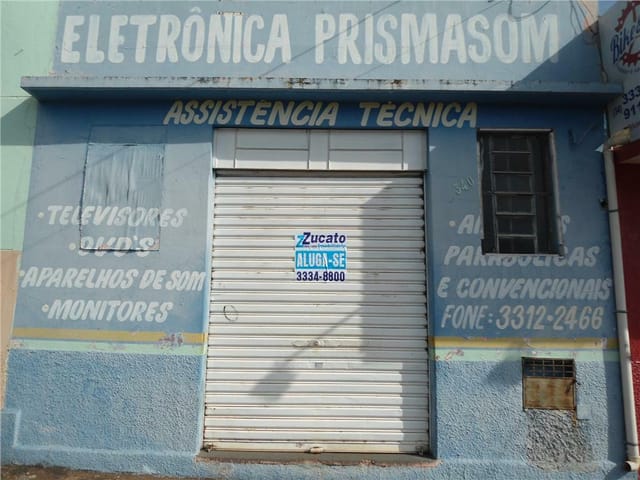 ELETRÔNICA PRISMASOM
ASSISTÊNCIA TÉCNICA
• TELEVISORES
• DVD'S
• APARELHOS DE SOM
• MONITORES
Zucato
ALUGA-SE
3334-8800
340
PARABÓLICAS
E CONVENCIONAIS
FONE: 3312-2466